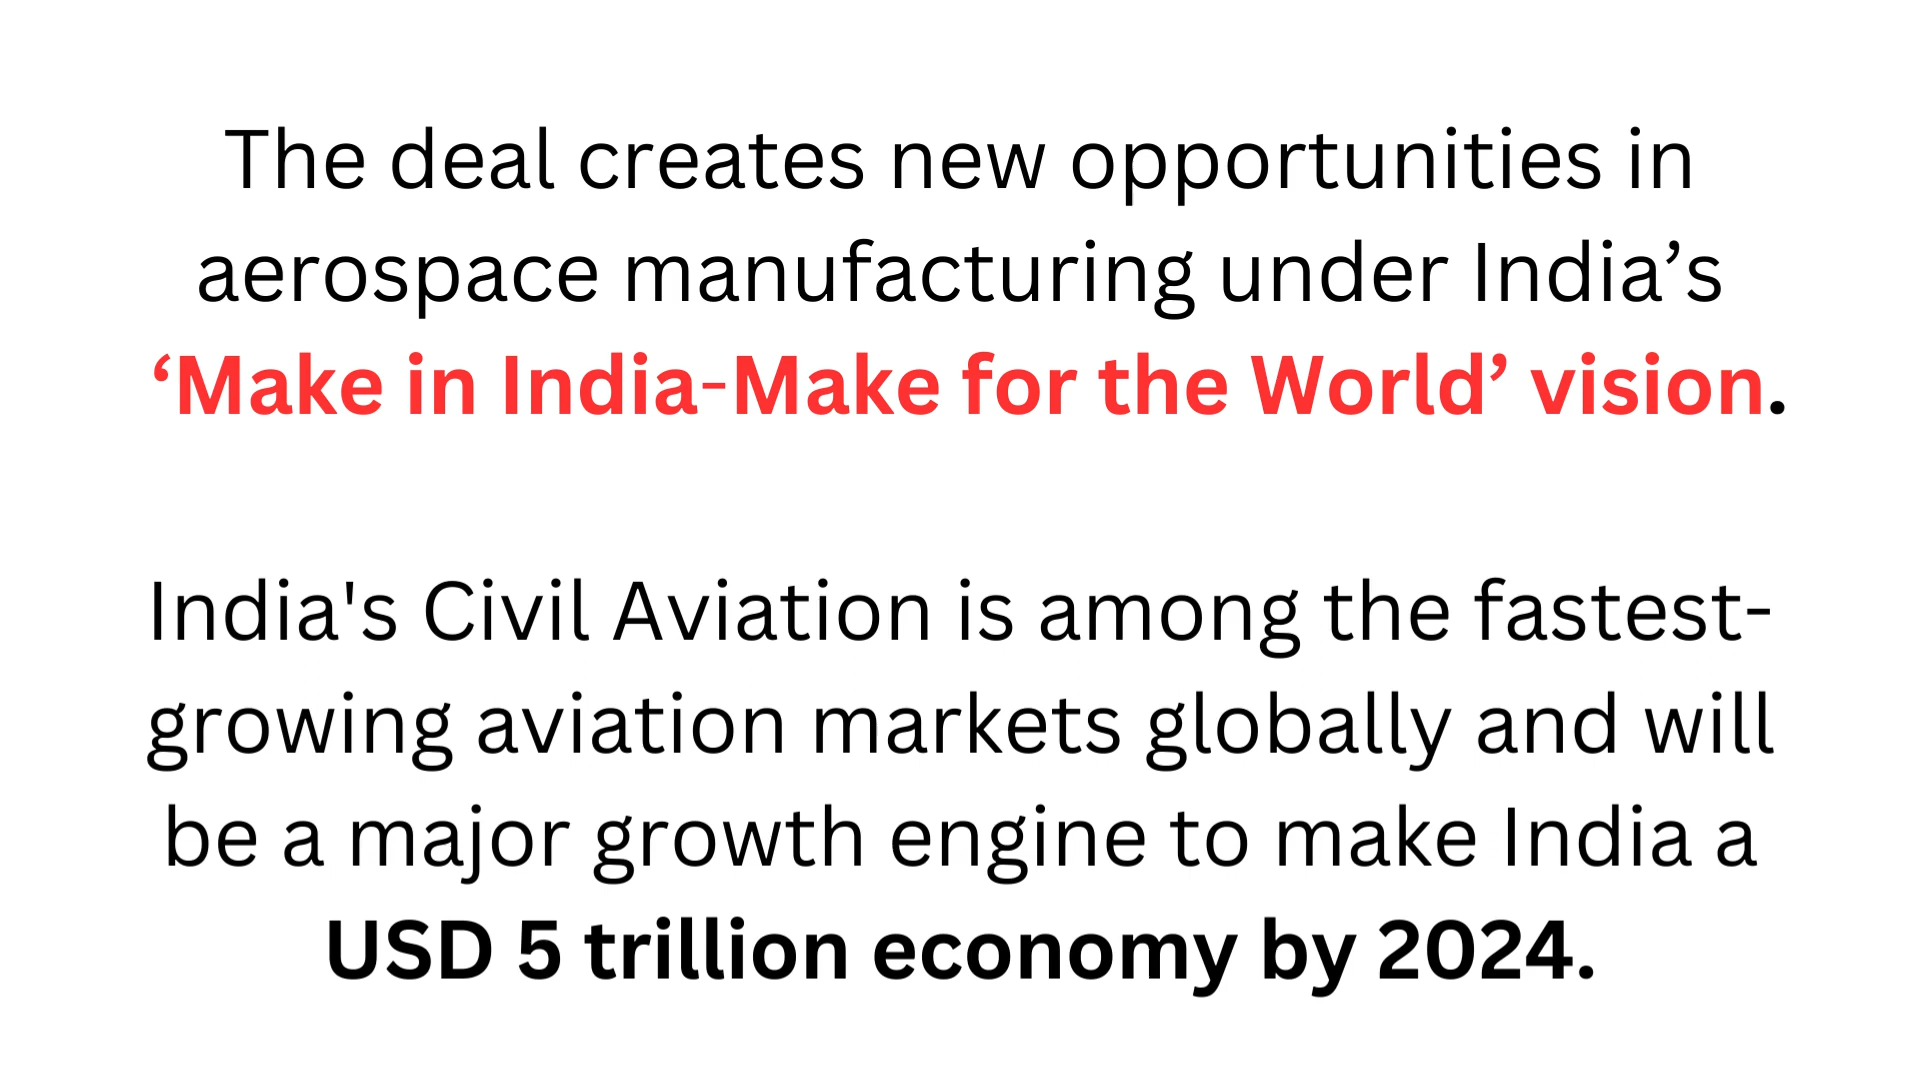 The deal creates new opportunities in
aerospace manufacturing under India’s
‘Make in India-Make for the World’ vision.
India's Civil Aviation is among the fastest-
growing aviation markets globally and will
be a major growth engine to make India a
USD 5 trillion economy by 2024.